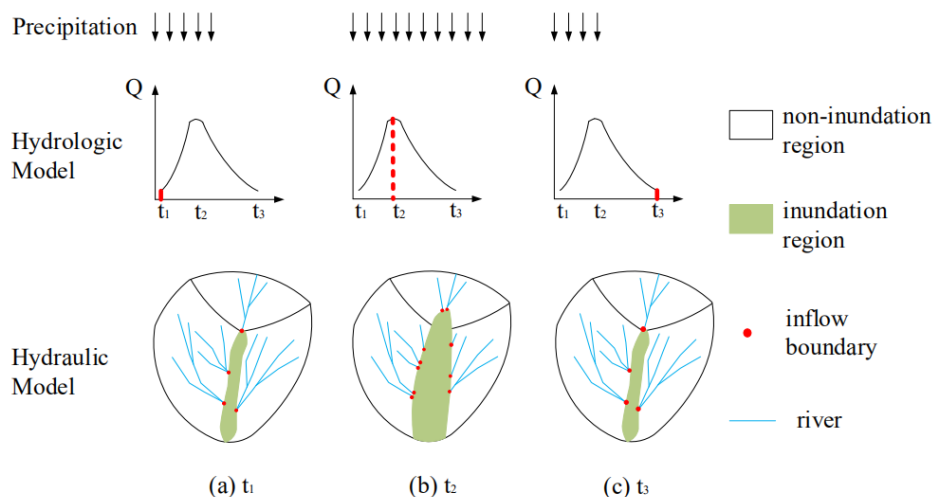 Precipitation
Q
Q
Q
Hydrologic
Model
t1 t2 t3
t1 t2 t3
t1 t2 t3
non-inundation
region
inundation
region
inflow
boundary
river
Hydraulic
Model
(a) t1
(b) t2
(c) t3